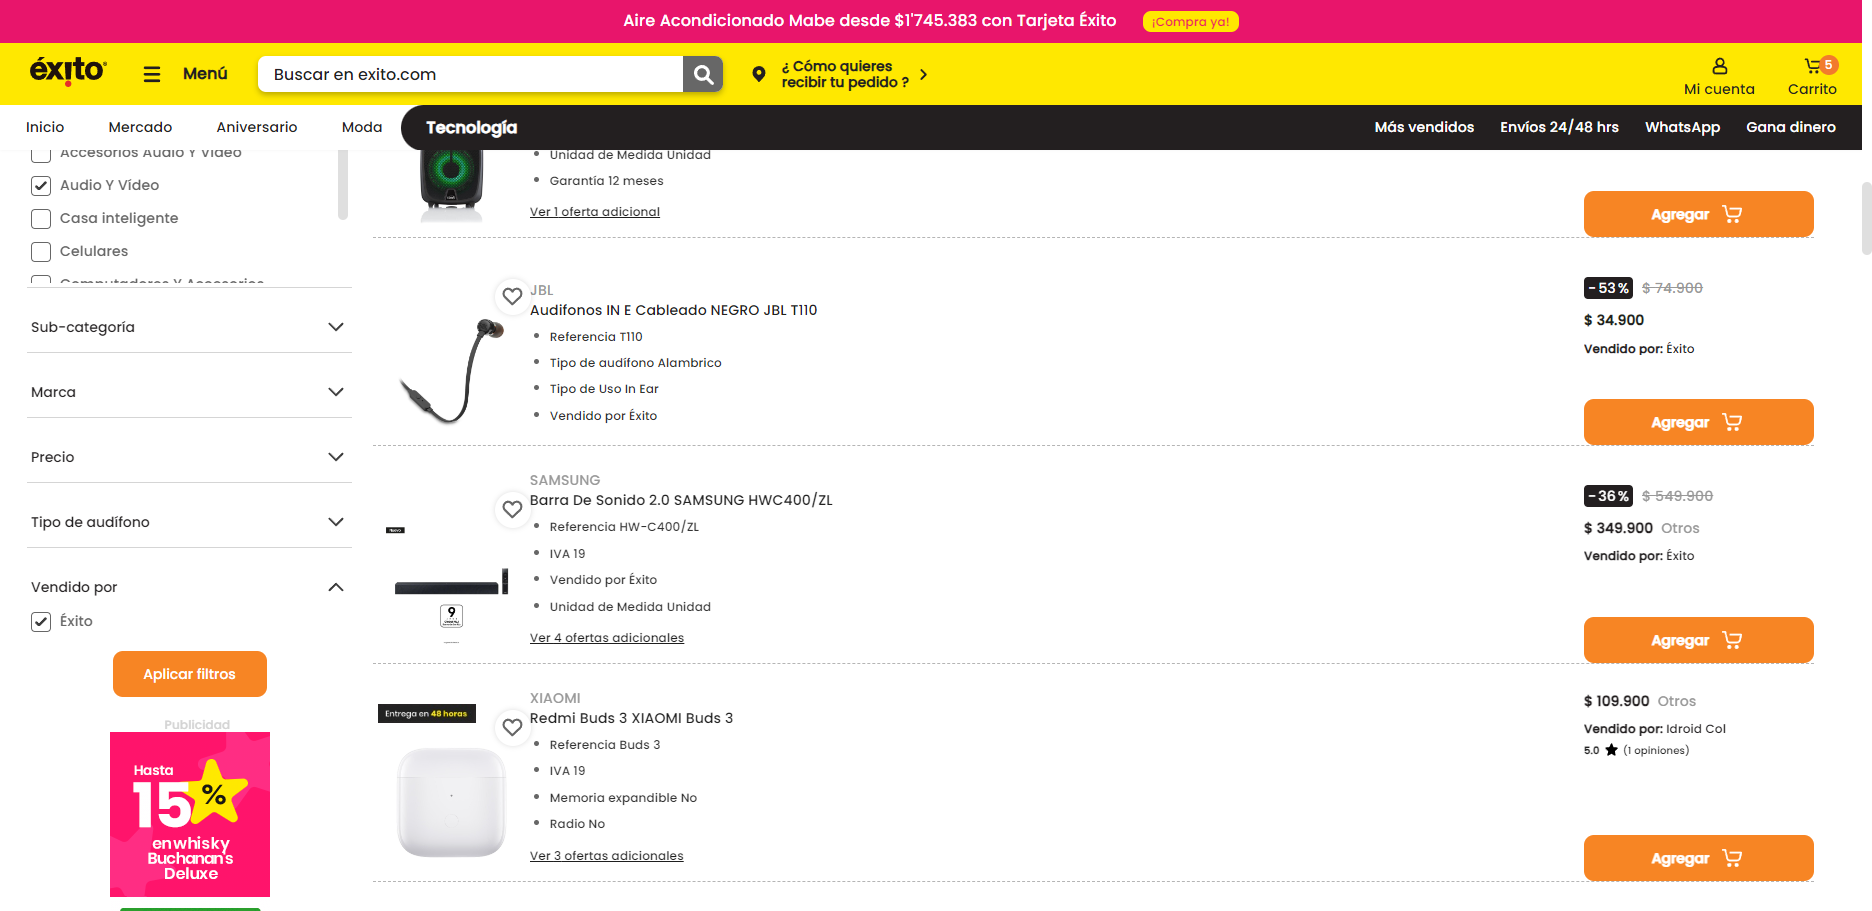 Aire Acondicionado Mabe desde $1'745.383 con Tarjeta Éxito
¡Compra ya!
éxito
Menú
Buscar en exito.com
¿ Cómo quieres
recibir tu pedido ?
Mi cuenta
5
Carrito
Inicio
Mercado
Aniversario
Moda
Tecnología
Más vendidos
Envíos 24/48 hrs
WhatsApp
Gana dinero
Accesorios Audio Y Video
Audio Y Vídeo
Casa inteligente
Celulares
Computadores Y Accesorios
Sub-categoría
Marca
Precio
Tipo de audífono
Vendido por
Éxito
Aplicar filtros
Publicidad
Hasta
15%
en whisky
Buchanan's
Deluxe
Unidad de Medida Unidad
Garantía 12 meses
Ver 1 oferta adicional
Agregar
JBL
Audifonos IN E Cableado NEGRO JBL T110
Referencia T110
Tipo de audífono Alambrico
Tipo de Uso In Ear
Vendido por Éxito
-53% $ 74.900
$ 34.900
Vendido por: Éxito
Agregar
SAMSUNG
Barra De Sonido 2.0 SAMSUNG HWC400/ZL
Referencia HW-C400/ZL
IVA 19
Vendido por Éxito
Unidad de Medida Unidad
Ver 4 ofertas adicionales
9
-36% $ 549.900
$ 349.900 Otros
Vendido por: Éxito
Agregar
Entrega en 48 horas
XIAOMI
Redmi Buds 3 XIAOMI Buds 3
Referencia Buds 3
IVA 19
Memoria expandible No
Radio No
Ver 3 ofertas adicionales
$ 109.900 Otros
Vendido por: Idroid Col
5.0 ★ (1 opiniones)
Agregar